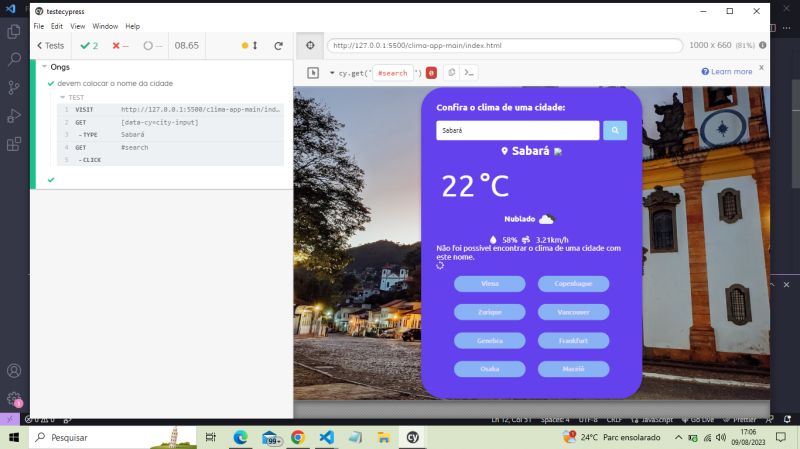 testecypress
File Edit View Window Help
Tests 2 -- -- 08.65
http://127.0.0.1:5500/clima-app-main/index.html
1000 x 660 (81%)
cy.get('#search') 0
Learn more
x
Ongs
devem colocar o nome da cidade
TEST
1 VISIT http://127.0.0.1:5500/clima-app-main/ind…
2 GET [data-cy=city-input]
3 -TYPE Sabará
4 GET #search
5 -CLICK
Confira o clima de uma cidade:
Sabará
Sabará
22 °C
Nublado
58% 3.21km/h
Não foi possível encontrar o clima de uma cidade com
este nome.
Viena Copenhague
Zurique Vancouver
Genebra Frankfurt
Osaka Maceió
0 0 Ln 12, Col 51 Spaces: 4 UTF-8 CRLF JavaScript Go Live Prettier
Pesquisar
99+
cy
24°C Parc ensolarado
17:06
09/08/2023